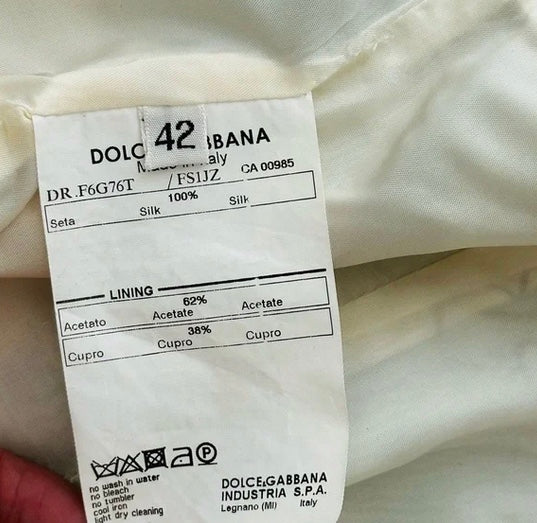 42
DOLC BBANA
Made in Italy
DR.F6G76T / FS1JZ CA 00985
100%
Seta Silk Silk
LINING
62%
Acetato Acetate Acetate
38%
Cupro Cupro Cupro
P
no wash in water
no bleach
no tumbler
cool iron
light dry cleaning
DOLCE&GABBANA
INDUSTRIA S.P.A.
Legnano (MI) Italy